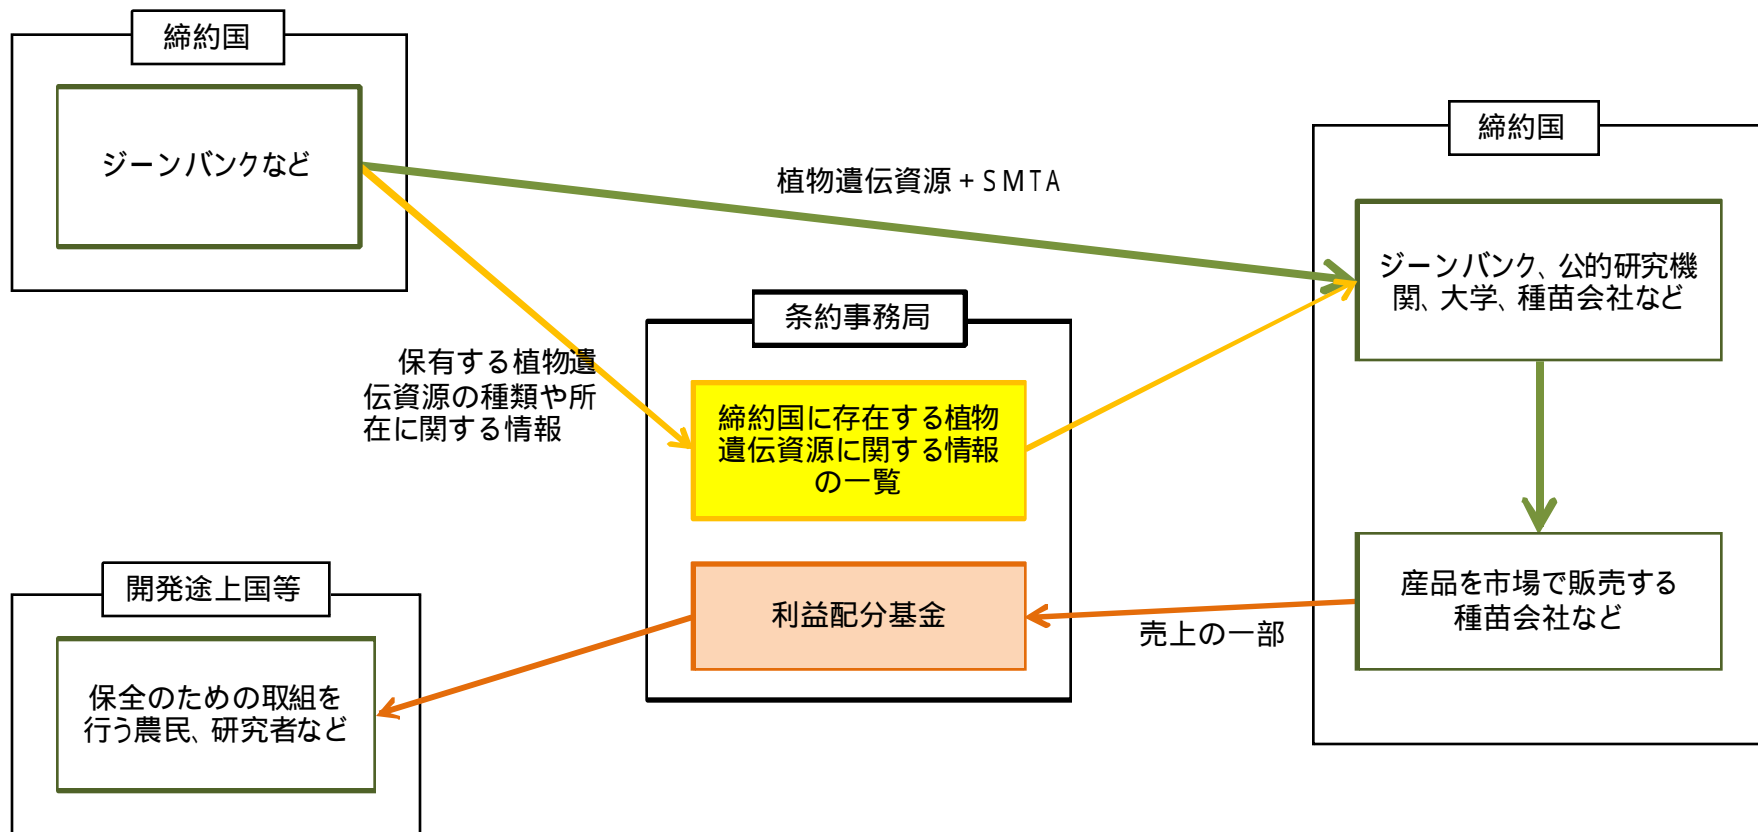 締約国
ジーンバンクなど
植物遺伝資源+SMTA
締約国
ジーンバンク、公的研究機
関、大学、種苗会社など
条約事務局
保有する植物遺
伝資源の種類や所
在に関する情報
締約国に存在する植物
遺伝資源に関する情報
の一覧
開発途上国等
利益配分基金
産品を市場で販売する
種苗会社など
売上の一部
保全のための取組を
行う農民、研究者など